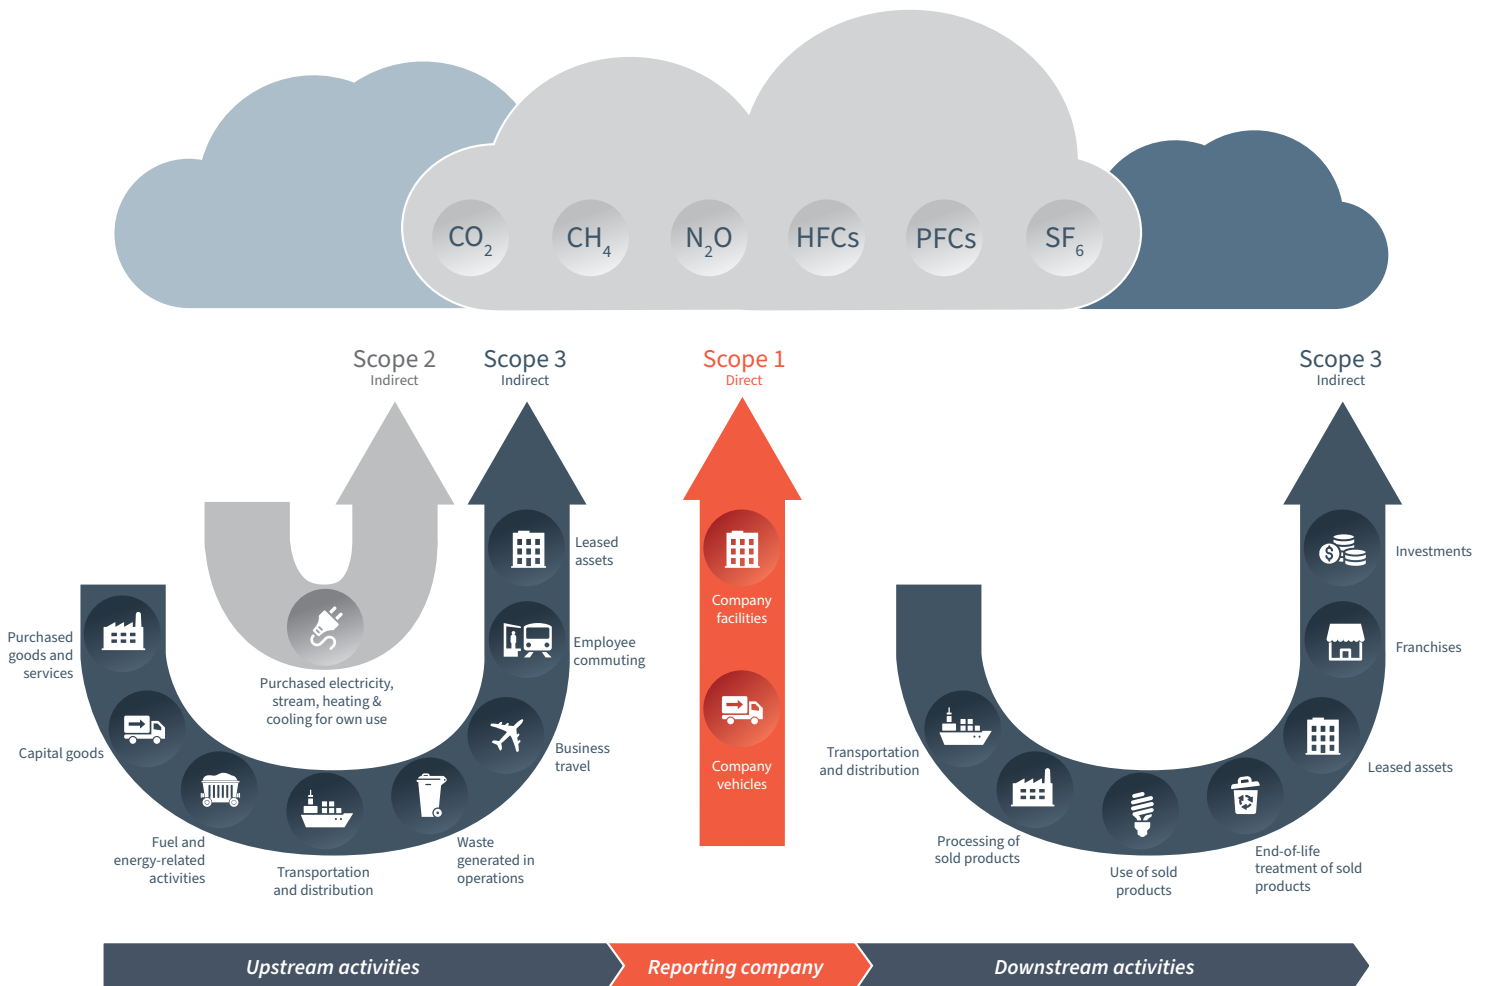 CO2
CH4
N2O
HFCs
PFCs
SF6
Scope 2
Indirect
Scope 3
Indirect
Scope 1
Direct
Scope 3
Indirect
Purchased
goods and
services
Capital goods
Fuel and
energy-related
activities
Transportation
and distribution
Waste
generated in
operations
Business
travel
Employee
commuting
Leased
assets
Purchased electricity,
stream, heating &
cooling for own use
Company
facilities
Company
vehicles
Transportation
and distribution
Processing of
sold products
Use of sold
products
End-of-life
treatment of sold
products
Leased assets
Franchises
Investments
Upstream activities
Reporting company
Downstream activities